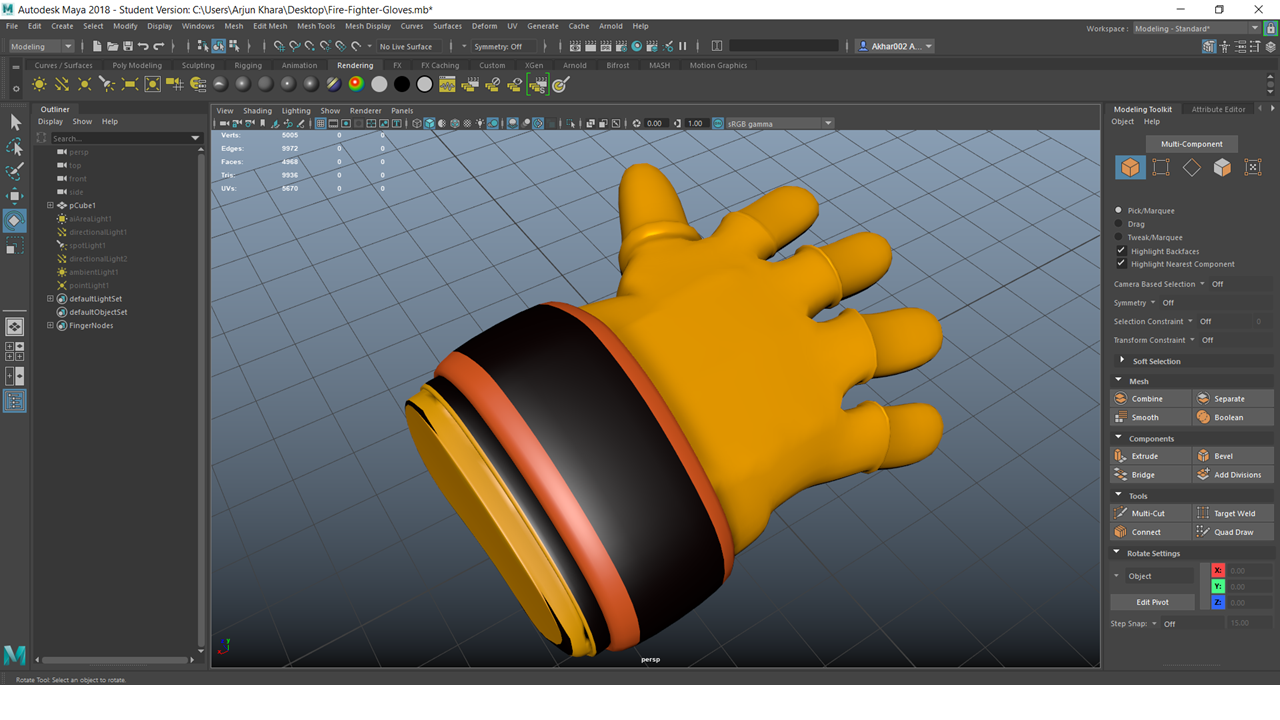 Autodesk Maya 2018 - Student Version: C:\Users\Arjun Khara\Desktop\Fire-Fighter-Gloves.mb*
File Edit Create Select Modify Display Windows Mesh Edit Mesh Mesh Tools Mesh Display Curves Surfaces Deform UV Generate Cache Arnold Help
Workspace : Modeling - Standard*
Modeling No Live Surface Symmetry: Off Akhar002 A...
Curves / Surfaces Poly Modeling Sculpting Rigging Animation Rendering FX FX Caching Custom XGen Arnold Bifrost MASH Motion Graphics
Outliner
Display Show Help
Search...
persp
top
front
side
pCube1
aiAreaLight1
directionalLight1
spotLight1
directionalLight2
ambientLight1
pointLight1
defaultLightSet
defaultObjectSet
FingerNodes
View Shading Lighting Show Renderer Panels
0.00 1.00 sRGB gamma
Verts: 5005 0 0
Edges: 9972 0 0
Faces: 4968 0 0
Tris: 9936 0 0
UVs: 5670 0 0
persp
Modeling Toolkit Attribute Editor
Object Help
Multi-Component
Pick/Marquee
Drag
Tweak/Marquee
Highlight Backfaces
Highlight Nearest Component
Camera Based Selection Off
Symmetry Off
Selection Constraint Off 0
Transform Constraint Off
Soft Selection
Mesh
Combine Separate
Smooth Boolean
Components
Extrude Bevel
Bridge Add Divisions
Tools
Multi-Cut Target Weld
Connect Quad Draw
Rotate Settings
Object
X: 0.00
Y: 0.00
Z: 0.00
Edit Pivot
Step Snap: Off 15.00
Rotate Tool: Select an object to rotate.